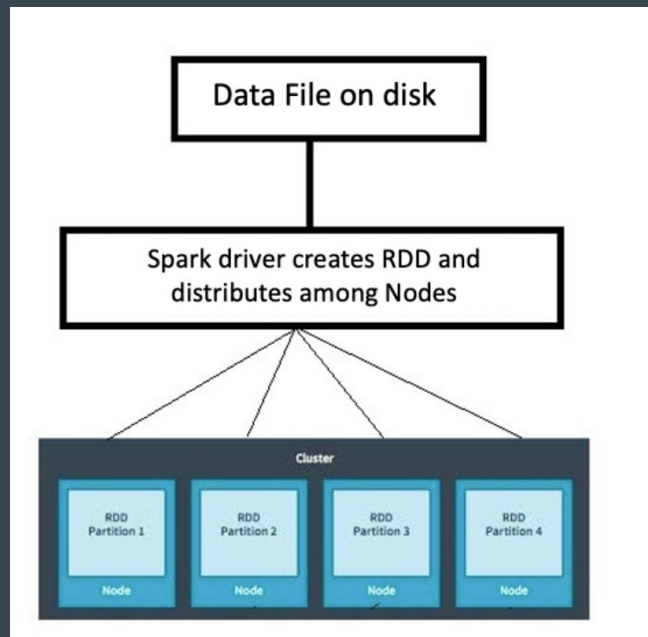 Data File on disk
Spark driver creates RDD and
distributes among Nodes
Cluster
RDD
Partition 1
Node
RDD
Partition 2
Node
RDD
Partition 3
Node
RDD
Partition 4
Node